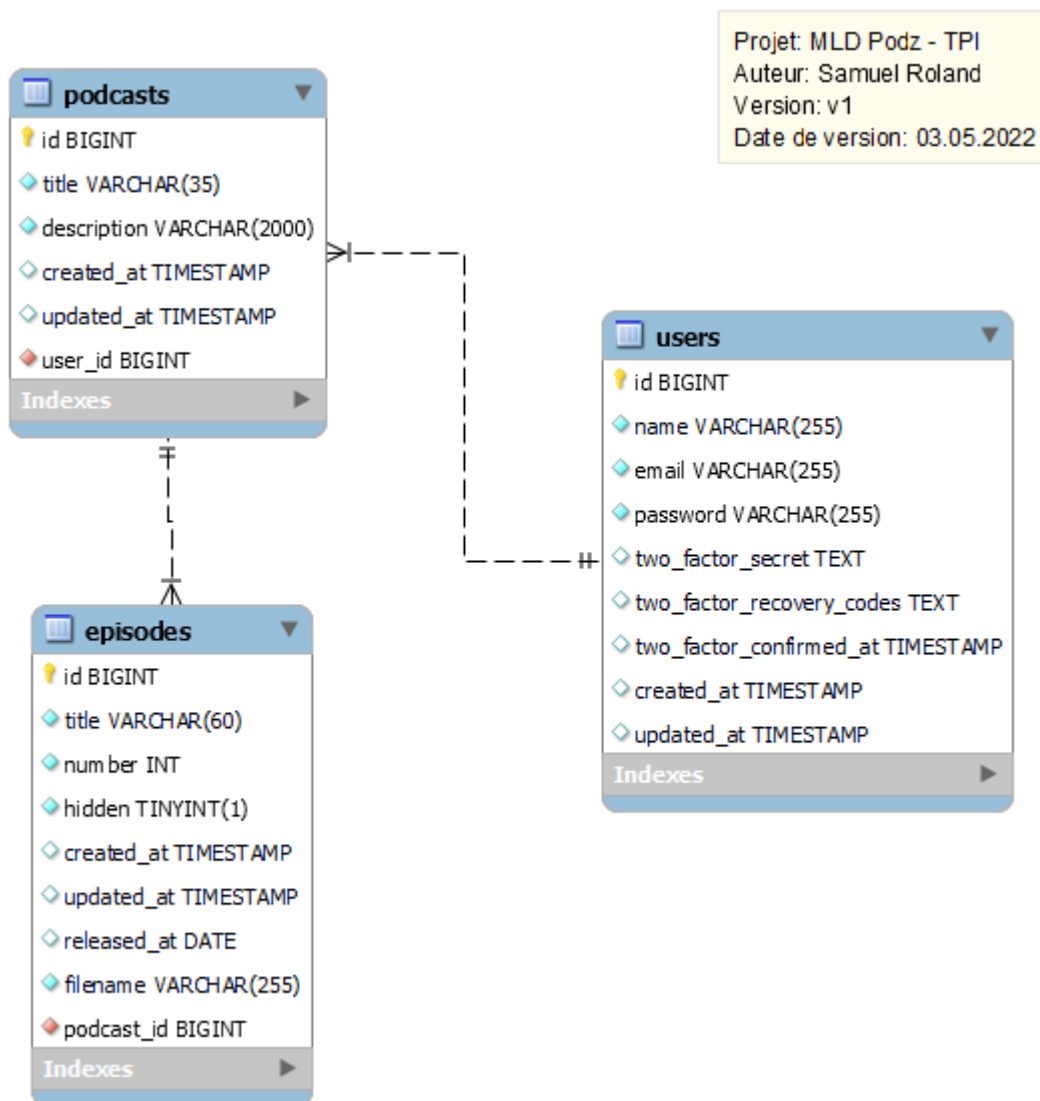 Projet: MLD Podz - TPI
Auteur: Samuel Roland
Version: v1
Date de version: 03.05.2022
podcasts
id BIGINT
title VARCHAR(35)
description VARCHAR(2000)
created_at TIMESTAMP
updated_at TIMESTAMP
user_id BIGINT
Indexes
users
id BIGINT
name VARCHAR(255)
email VARCHAR(255)
password VARCHAR(255)
two_factor_secret TEXT
two_factor_recovery_codes TEXT
two_factor_confirmed_at TIMESTAMP
created_at TIMESTAMP
updated_at TIMESTAMP
Indexes
episodes
id BIGINT
title VARCHAR(60)
number INT
hidden TINYINT(1)
created_at TIMESTAMP
updated_at TIMESTAMP
released_at DATE
filename VARCHAR(255)
podcast_id BIGINT
Indexes